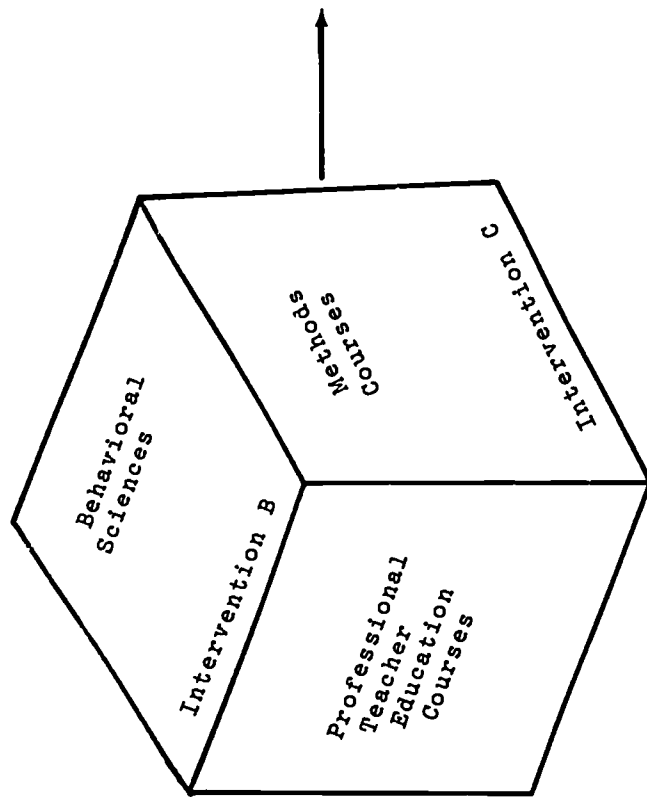 Behavioral
Sciences
Intervention B
Methods
Courses
Intervention C
Professional
Teacher
Education
Courses